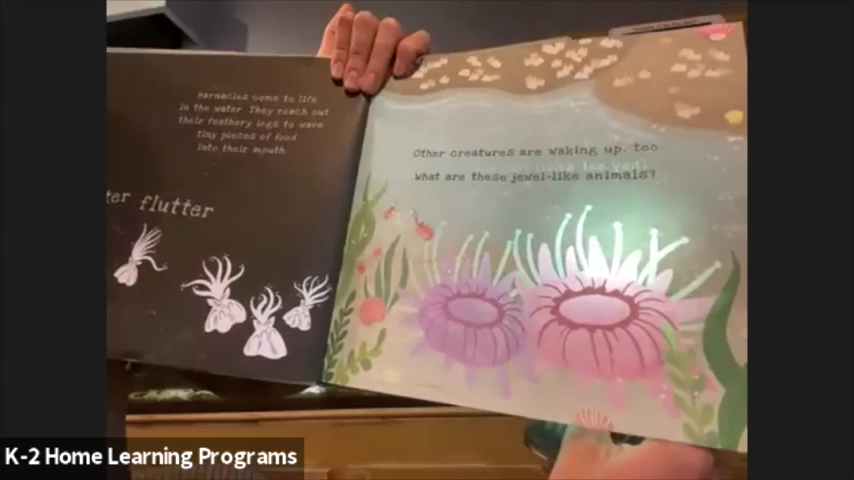 Barnacles come to life
in the water. They reach out
their feathery legs to wave
tiny pieces of food
into their mouth.
ter flutter
Other creatures are waking up, too.
What are these jewel-like animals?
K-2 Home Learning Programs